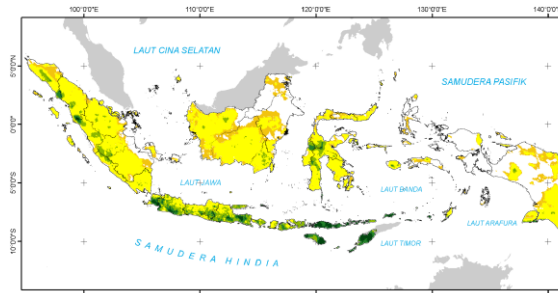 100°0'0"E 110°0'0"E 120°0'0"E 130°0'0"E 140°0'0"E
LAUT CINA SELATAN
SAMUDERA PASIFIK
5°0'0"N
0°0'0"
LAUT JAWA
LAUT BANDA
5°0'0"S
LAUT ARAFURA
10°0'0"S
LAUT TIMOR
SAMUDERA HINDIA